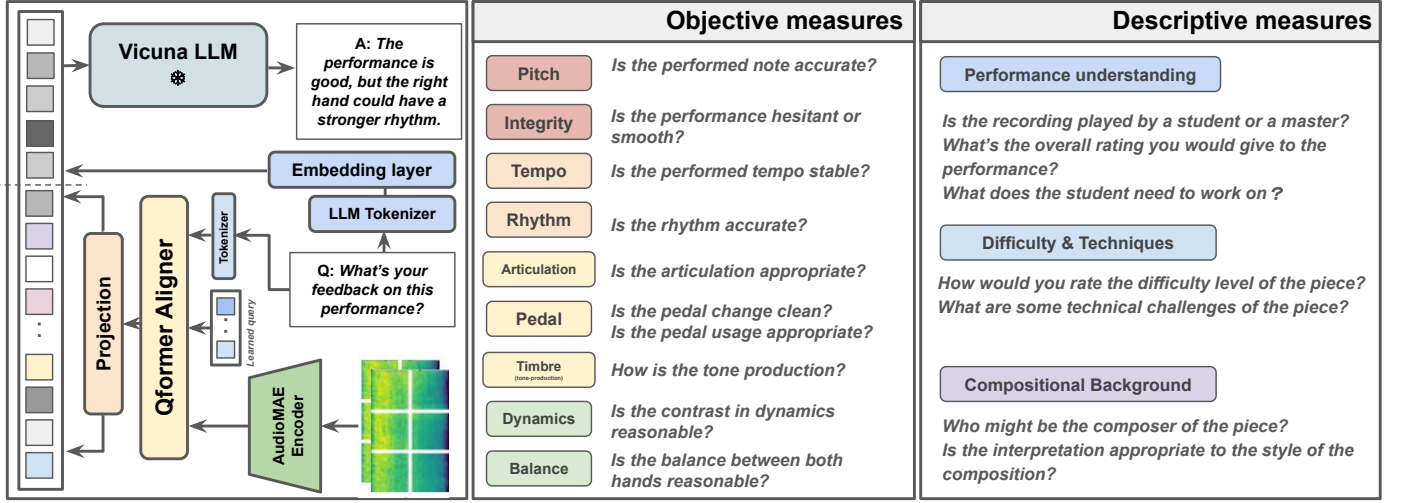 Vicuna LLM
A: The
performance is
good, but the right
hand could have a
stronger rhythm.
Embedding layer
LLM Tokenizer
Tokenizer
Qformer Aligner
Projection
Q: What's your
feedback on this
performance?
Learned query
AudioMAE
Encoder
Objective measures
Pitch
Is the performed note accurate?
Integrity
Is the performance hesitant or
smooth?
Tempo
Is the performed tempo stable?
Rhythm
Is the rhythm accurate?
Articulation
Is the articulation appropriate?
Pedal
Is the pedal change clean?
Is the pedal usage appropriate?
Timbre
(tone-production)
How is the tone production?
Dynamics
Is the contrast in dynamics
reasonable?
Balance
Is the balance between both
hands reasonable?
Descriptive measures
Performance understanding
Is the recording played by a student or a master?
What's the overall rating you would give to the
performance?
What does the student need to work on ?
Difficulty & Techniques
How would you rate the difficulty level of the piece?
What are some technical challenges of the piece?
Compositional Background
Who might be the composer of the piece?
Is the interpretation appropriate to the style of the
composition?